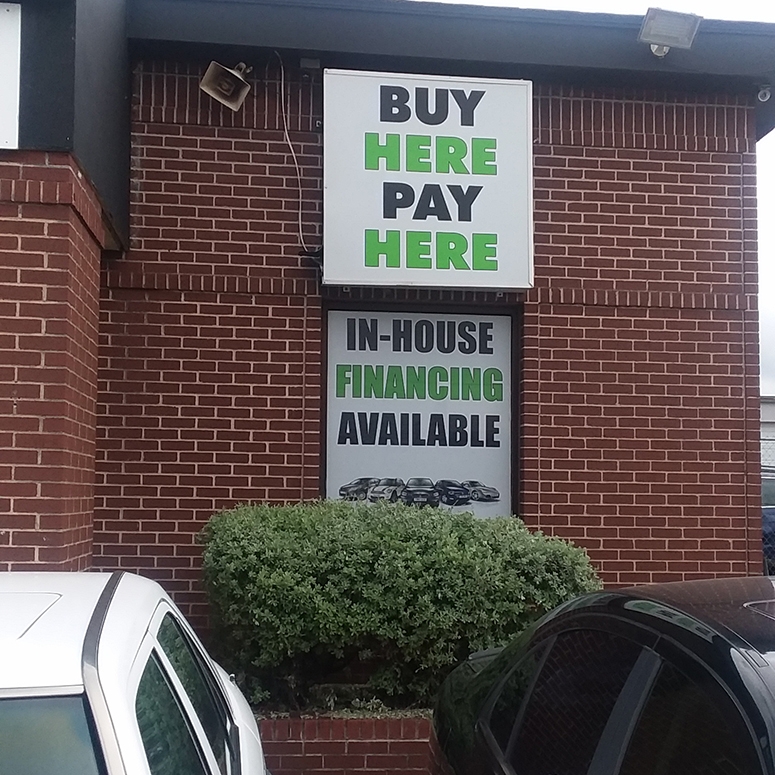 BUY
HERE
PAY
HERE
IN-HOUSE
FINANCING
AVAILABLE